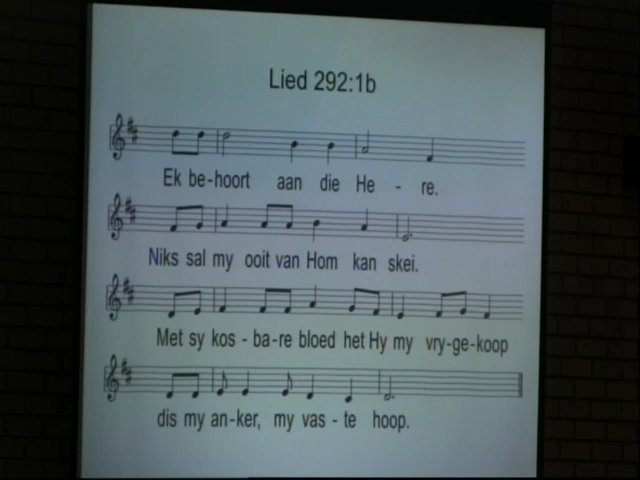 Lied 292:1b
Ek be-hoort aan die He - re.
Niks sal my ooit van Hom kan skei.
Met sy kos - ba-re bloed het Hy my vry-ge-koop
dis my an-ker, my vas - te hoop.